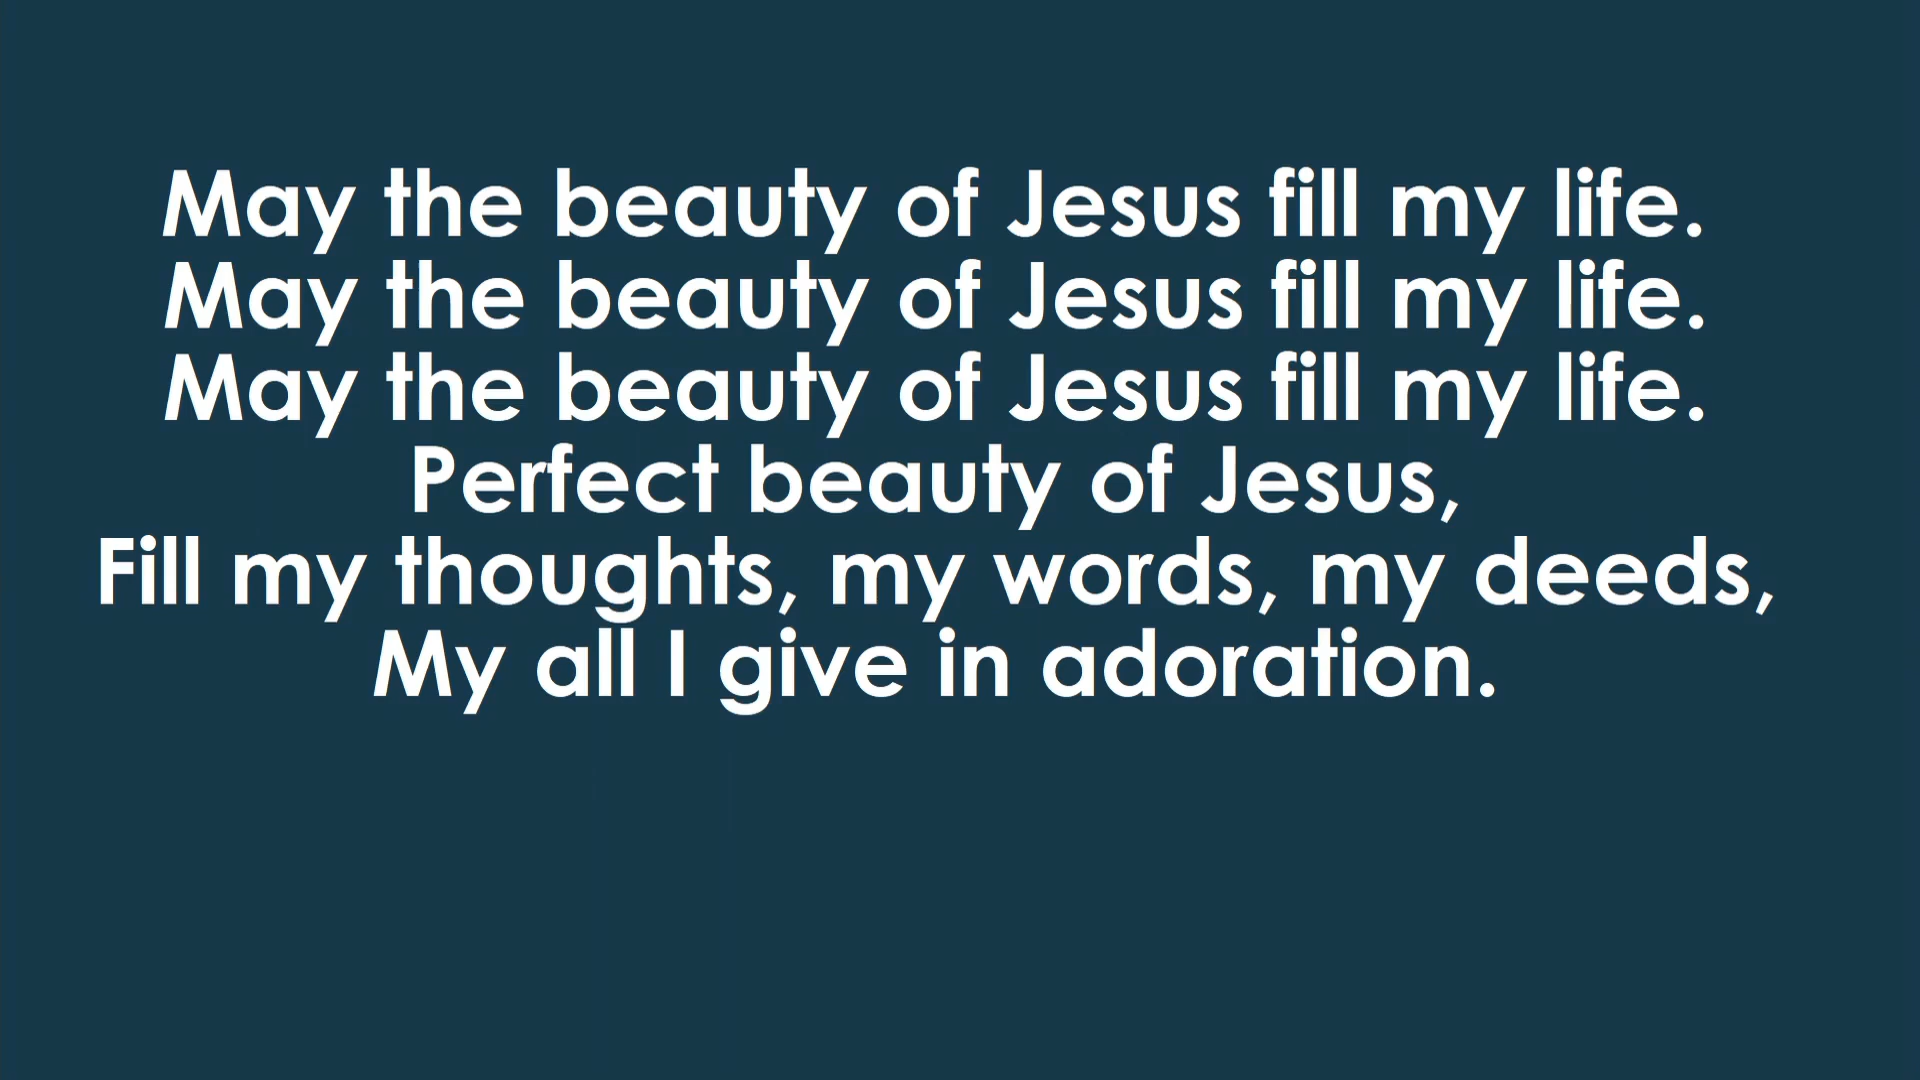 May the beauty of Jesus fill my life.
May the beauty of Jesus fill my life.
May the beauty of Jesus fill my life.
Perfect beauty of Jesus,
Fill my thoughts, my words, my deeds,
My all I give in adoration.